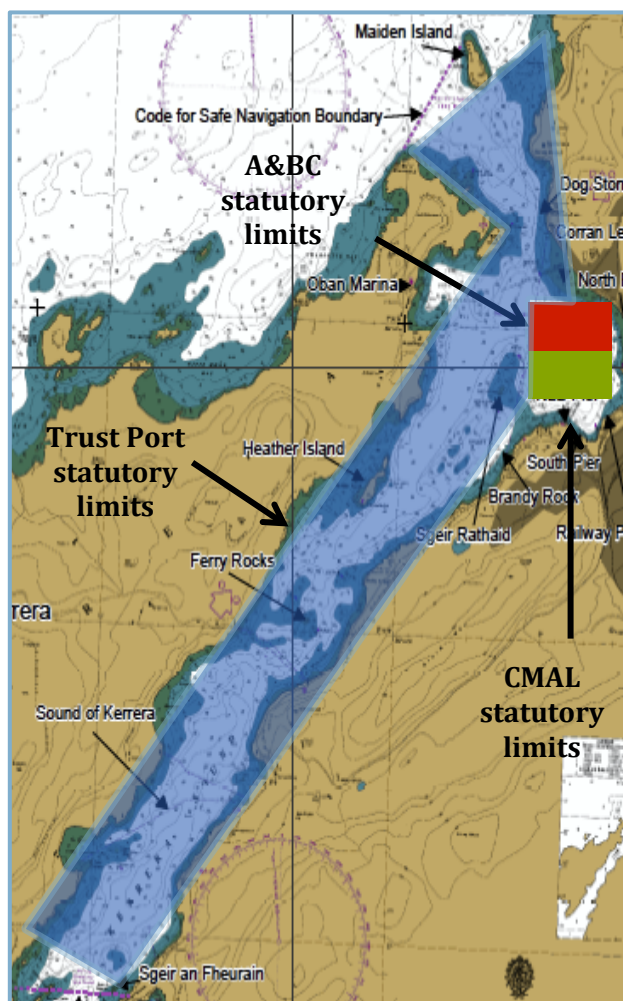 Maiden Island
Code for Safe Navigation Boundary
A&BC
statutory
limits
Dog Ston
Corran Le
North
Oban Marina
Trust Port
statutory
limits
Heather Island
South Pier
Brandy Rock
Sgeir Rathaid
Railway P
Ferry Rocks
rrera
CMAL
statutory
limits
Sound of Kerrera
Sgeir an Fheurain